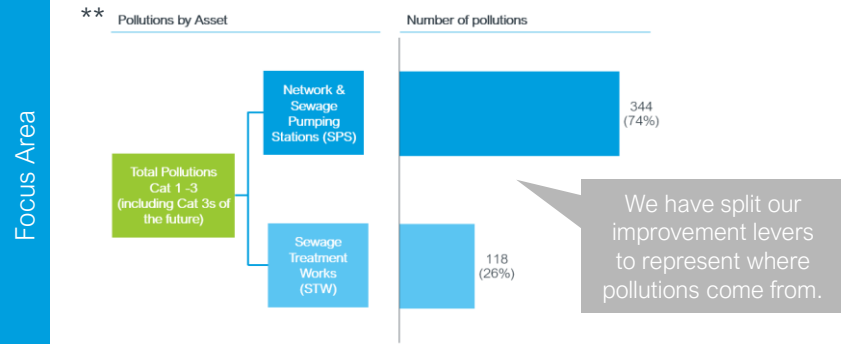 **
Pollutions by Asset
Number of pollutions
Focus Area
Network &
Sewage
Pumping
Stations (SPS)
344
(74%)
Total Pollutions
Cat 1 -3
(including Cat 3s of
the future)
We have split our
improvement levers
to represent where
pollutions come from.
Sewage
Treatment
Works
(STW)
118
(26%)